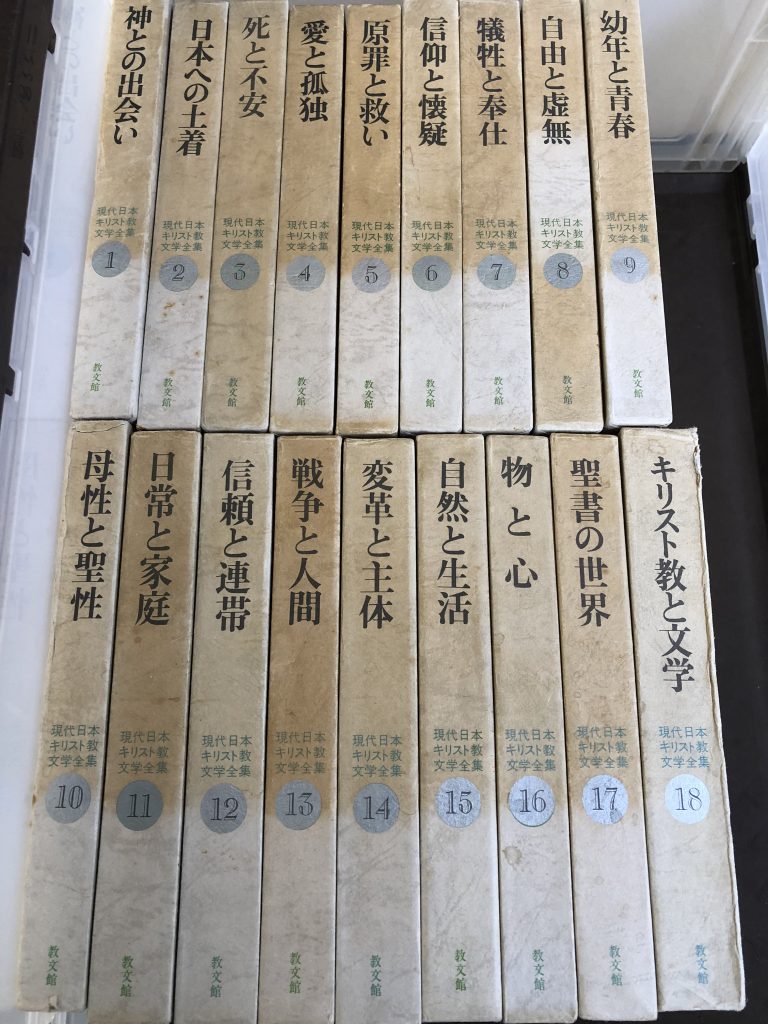 神との出会い
現代日本
キリスト教
文学全集
1
教文館
日本への土着
現代日本
キリスト教
文学全集
2
教文館
死と不安
現代日本
キリスト教
文学全集
3
教文館
愛と孤独
現代日本
キリスト教
文学全集
4
教文館
原罪と救い
現代日本
キリスト教
文学全集
5
教文館
信仰と懐疑
現代日本
キリスト教
文学全集
6
教文館
犠牲と奉仕
現代日本
キリスト教
文学全集
7
教文館
自由と虚無
現代日本
キリスト教
文学全集
8
教文館
幼年と青春
現代日本
キリスト教
文学全集
9
教文館
母性と聖性
現代日本
キリスト教
文学全集
10
教文館
日常と家庭
現代日本
キリスト教
文学全集
11
教文館
信頼と連帯
現代日本
キリスト教
文学全集
12
教文館
戦争と人間
現代日本
キリスト教
文学全集
13
教文館
変革と主体
現代日本
キリスト教
文学全集
14
教文館
自然と生活
現代日本
キリスト教
文学全集
15
教文館
物と心
現代日本
キリスト教
文学全集
16
教文館
聖書の世界
現代日本
キリスト教
文学全集
17
教文館
キリスト教と文学
現代日本
キリスト教
文学全集
18
教文館